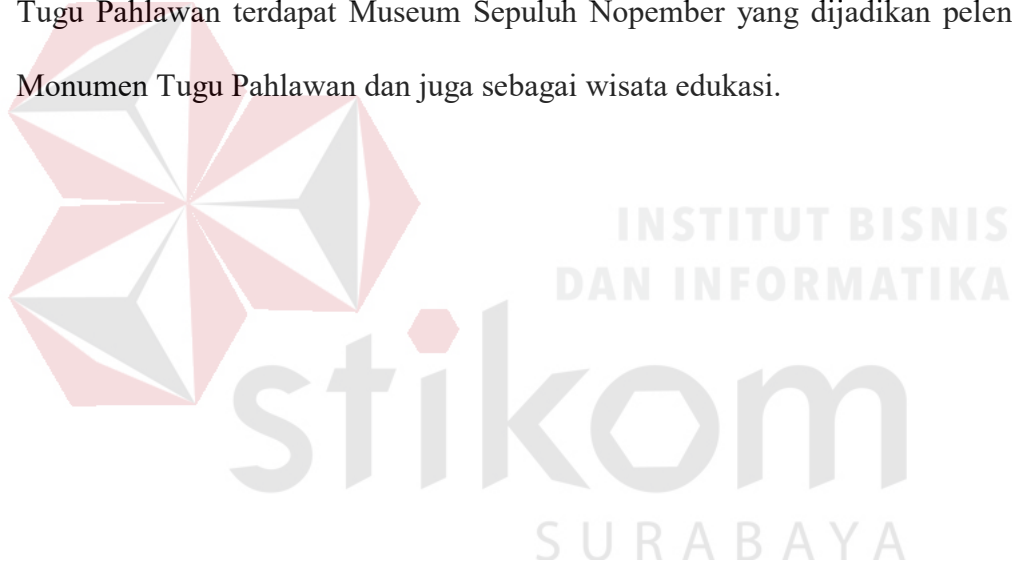 Tugu Pahlawan terdapat Museum Sepuluh Nopember yang dijadikan pelen
Monumen Tugu Pahlawan dan juga sebagai wisata edukasi.
INSTITUT BISNIS
DAN INFORMATIKA
stikom
SURABAYA